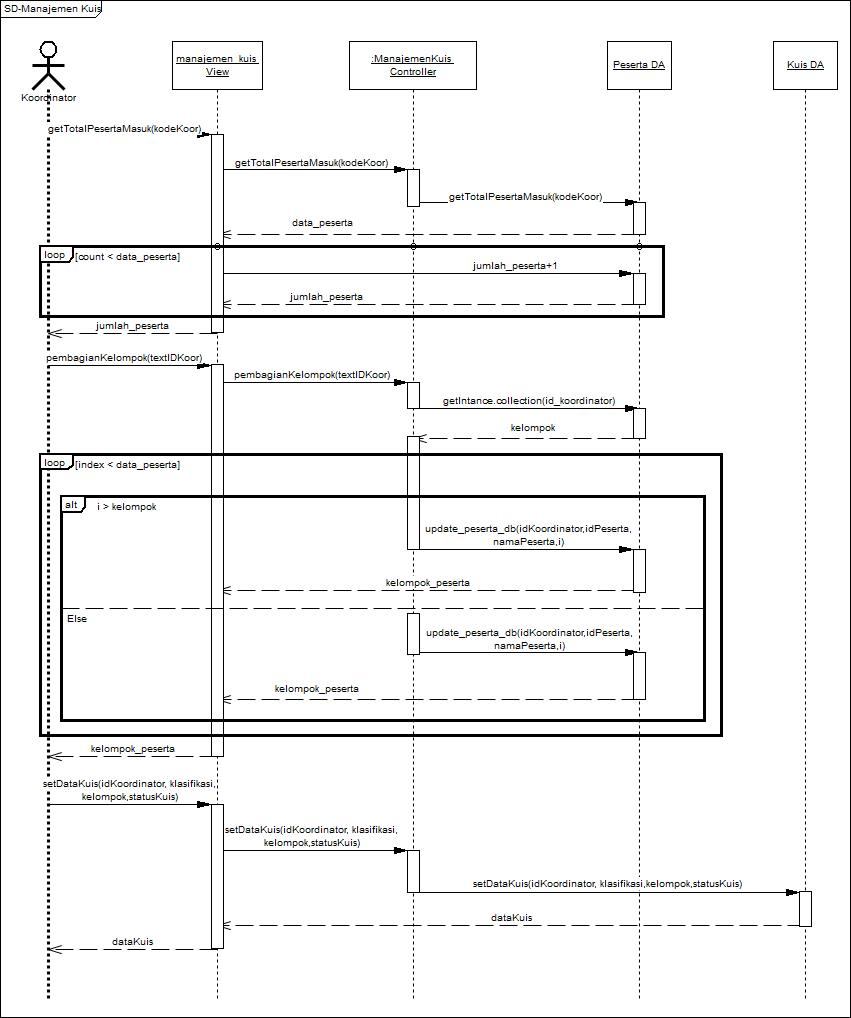 SD-Manajemen Kuis
Koordinator
manajemen_kuis
View
:ManajemenKuis
Controller
Peserta DA
Kuis DA
getTotalPesertaMasuk(kodeKoor)
getTotalPesertaMasuk(kodeKoor)
getTotalPesertaMasuk(kodeKoor)
data_peserta
loop
[count < data_peserta]
jumlah_peserta+1
jumlah_peserta
jumlah_peserta
pembagianKelompok(textIDKoor)
pembagianKelompok(textIDKoor)
getIntance.collection(id_koordinator)
kelompok
loop
[index < data_peserta]
alt
i > kelompok
update_peserta_db(idKoordinator,idPeserta,
namaPeserta,i)
kelompok_peserta
Else
update_peserta_db(idKoordinator,idPeserta,
namaPeserta,i)
kelompok_peserta
kelompok_peserta
setDataKuis(idKoordinator, klasifikasi,
kelompok,statusKuis)
setDataKuis(idKoordinator, klasifikasi,
kelompok,statusKuis)
setDataKuis(idKoordinator, klasifikasi,kelompok,statusKuis)
dataKuis
dataKuis